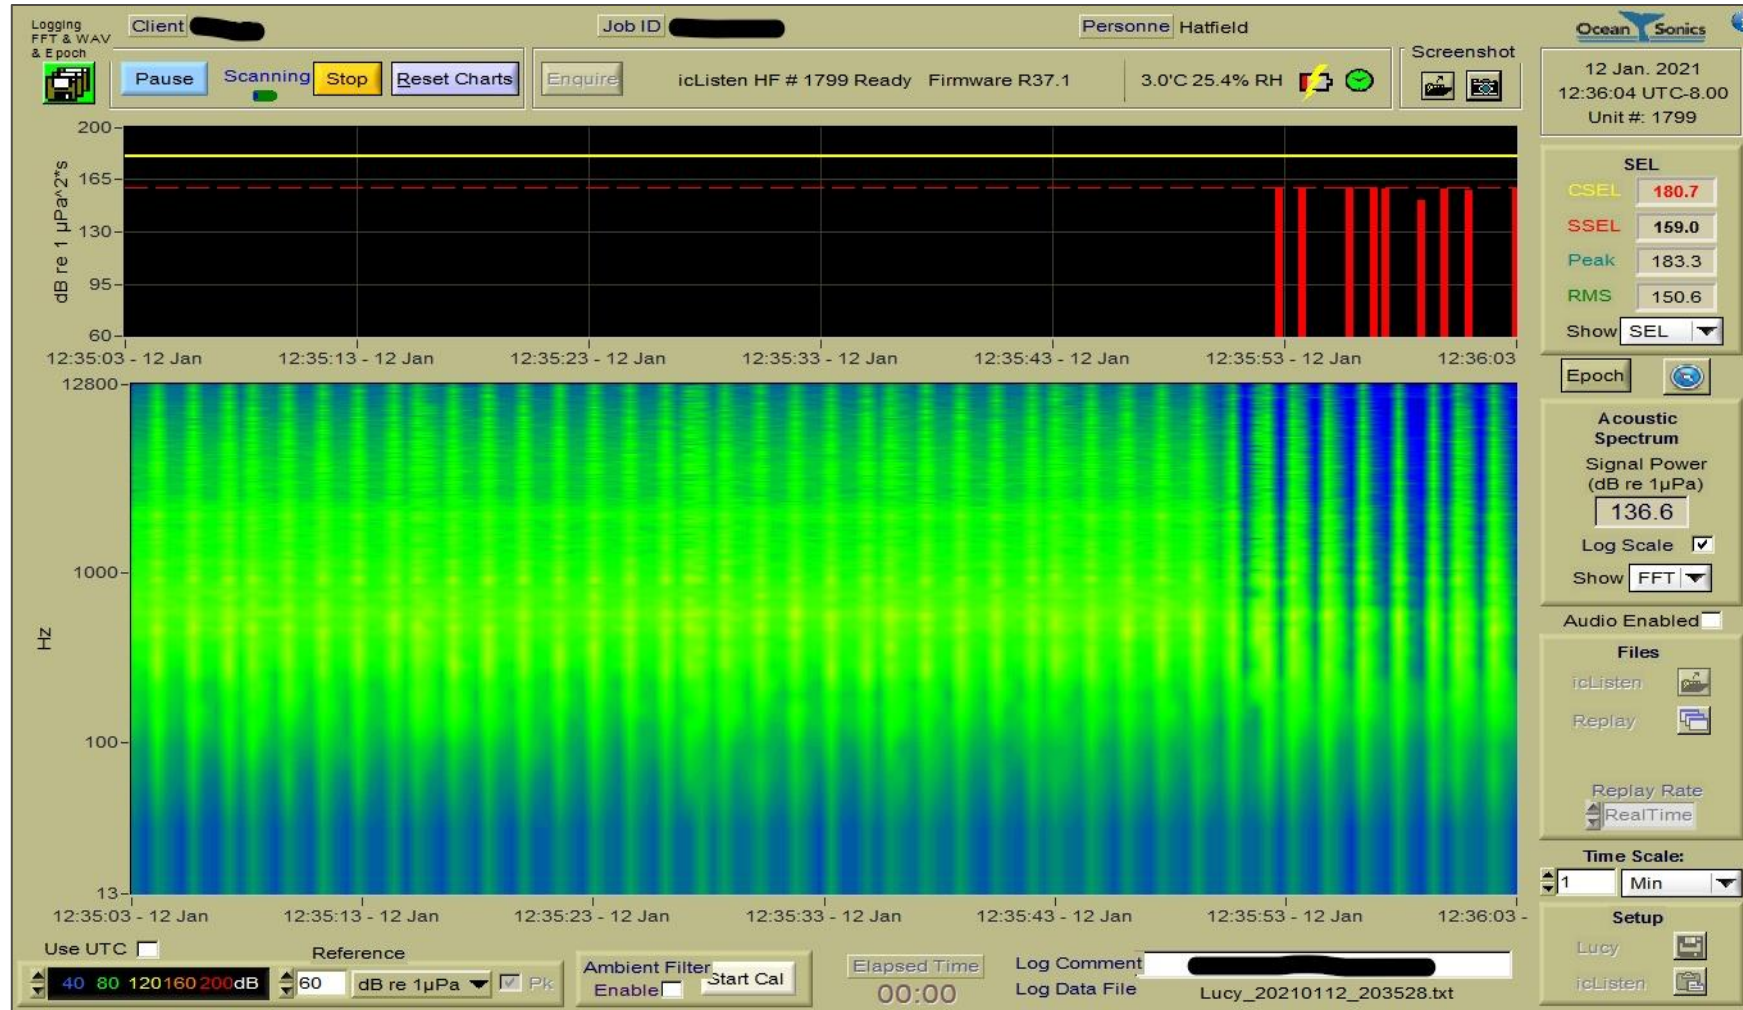 Logging
FFT & WAV
& Epoch
Client
Job ID
Personne Hatfield
Ocean Sonics
Pause
Scanning
Stop
Reset Charts
Enquire
icListen HF # 1799 Ready Firmware R37.1
3.0'C 25.4% RH
Screenshot
12 Jan. 2021
12:36:04 UTC-8.00
Unit #: 1799
200
165
130
95
60
dB re 1 µPa^2*s
12:35:03 - 12 Jan
12:35:13 - 12 Jan
12:35:23 - 12 Jan
12:35:33 - 12 Jan
12:35:43 - 12 Jan
12:35:53 - 12 Jan
12:36:03
SEL
CSEL 180.7
SSEL 159.0
Peak 183.3
RMS 150.6
Show SEL
Epoch
12800
1000
100
13
Hz
12:35:03 - 12 Jan
12:35:13 - 12 Jan
12:35:23 - 12 Jan
12:35:33 - 12 Jan
12:35:43 - 12 Jan
12:35:53 - 12 Jan
12:36:03 -
Acoustic
Spectrum
Signal Power
(dB re 1µPa)
136.6
Log Scale
Show FFT
Audio Enabled
Files
icListen
Replay
Replay Rate
RealTime
Time Scale:
1 Min
Setup
Lucy
icListen
Use UTC
Reference
40 80 120 160 200 dB
60
dB re 1µPa
Pk
Ambient Filter
Enable
Start Cal
Elapsed Time
00:00
Log Comment
Log Data File Lucy_20210112_203528.txt